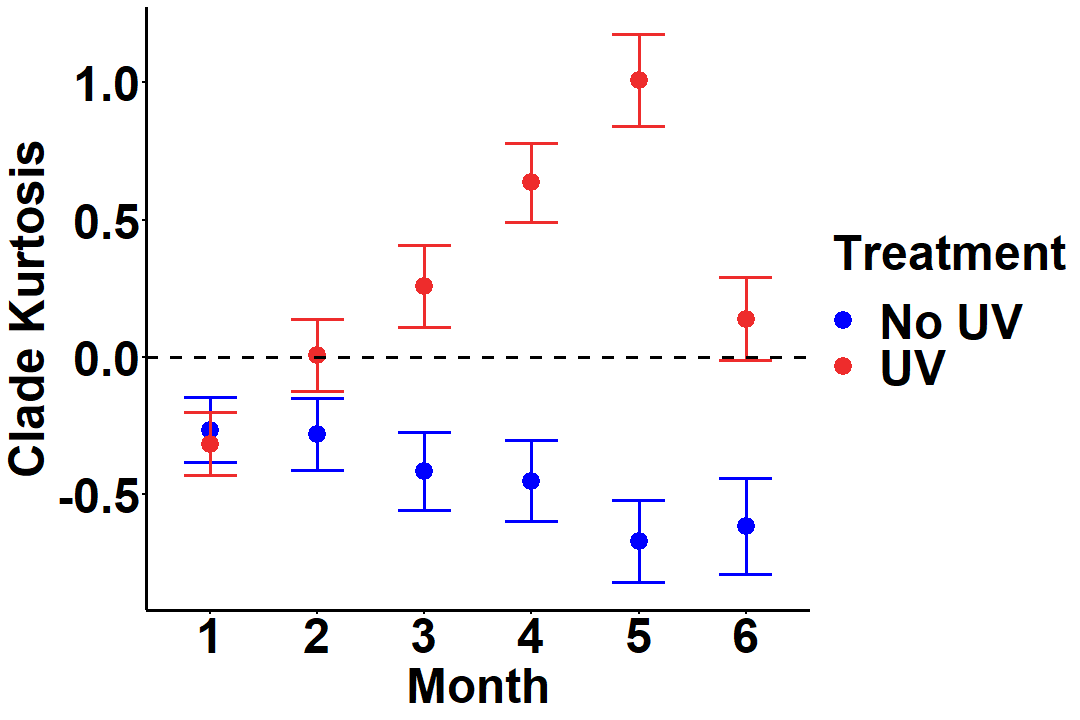 Clade Kurtosis
1.0
0.5
0.0
-0.5
1 2 3 4 5 6
Month
Treatment
No UV
UV